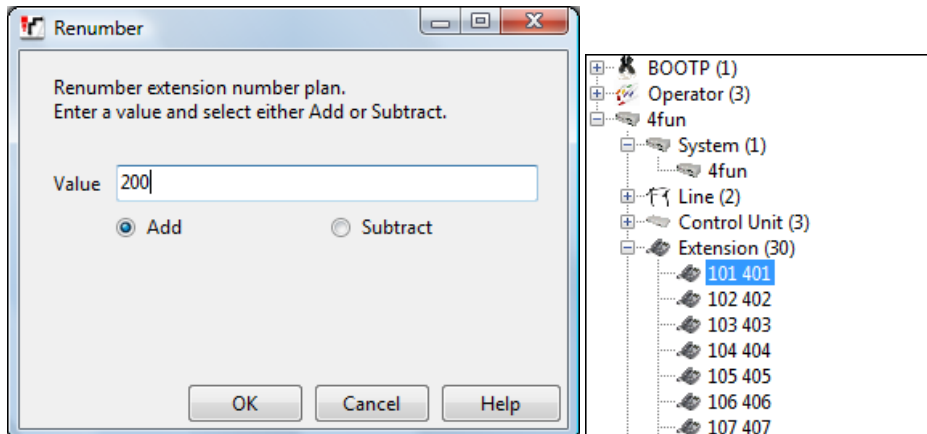 Renumber
Renumber extension number plan.
Enter a value and select either Add or Subtract.
Value 200
Add Subtract
OK Cancel Help
BOOTP (1)
Operator (3)
4fun
System (1)
4fun
Line (2)
Control Unit (3)
Extension (30)
101 401
102 402
103 403
104 404
105 405
106 406
107 407